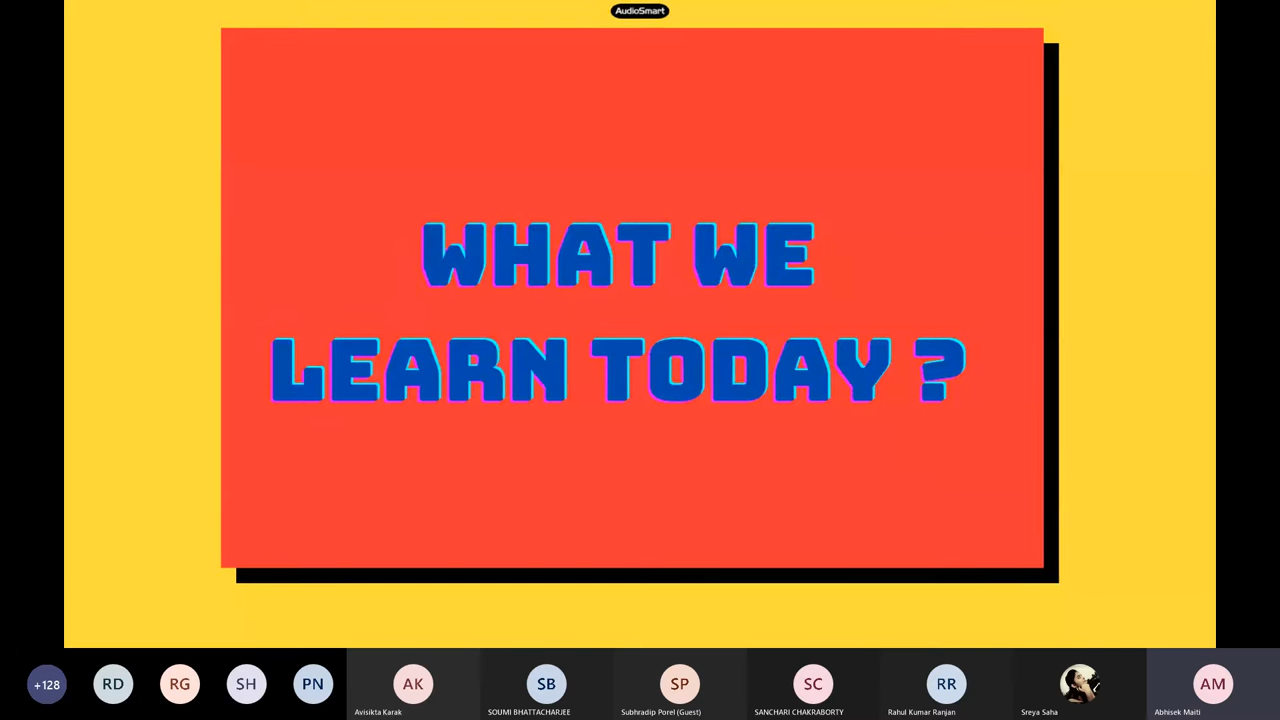 AudioSmart
WHAT WE
LEARN TODAY ?
+128
RD
RG
SH
PN
AK
SB
SP
SC
RR
AM
Avisikta Karak
SOUMI BHATTACHARJEE
Subhradip Porel (Guest)
SANCHARI CHAKRABORTY
Rahul Kumar Ranjan
Sreya Saha
Abhisek Maiti